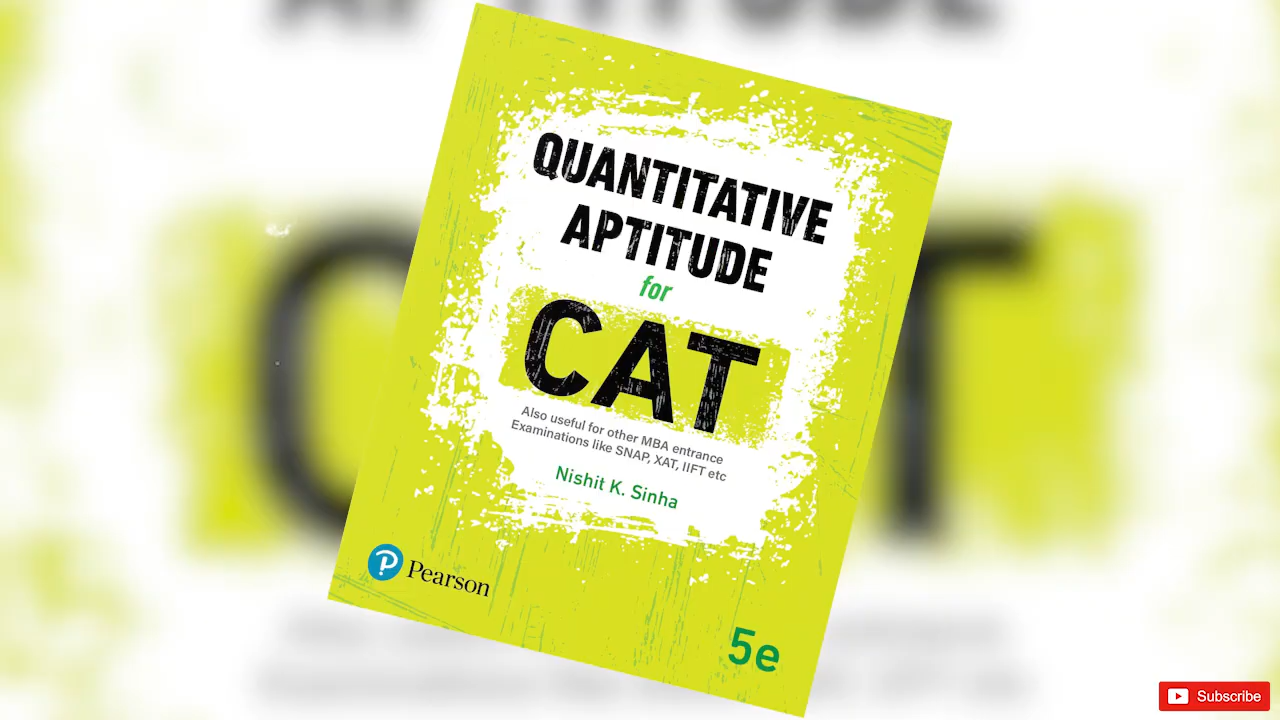 QUANTITATIVE
APTITUDE
for
CAT
Also useful for other MBA entrance
Examinations like SNAP, XAT, IIFT etc
Nishit K. Sinha
Pearson
5e
Subscribe